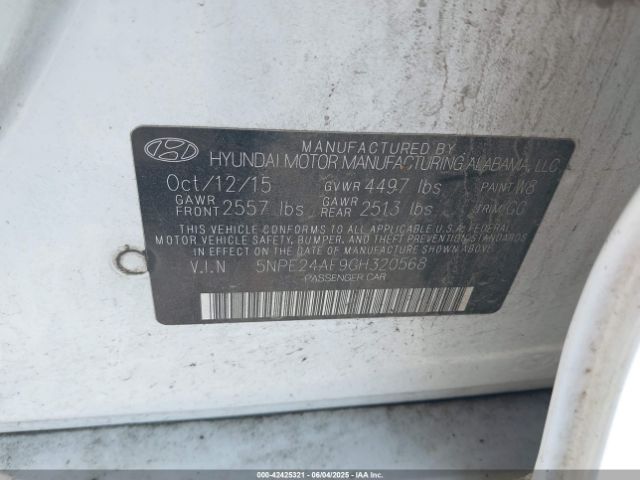 MANUFACTURED BY
HYUNDAI MOTOR MANUFACTURING ALABAMA, LLC
Oct/12/15 GVWR 4497 lbs PAINT W8
GAWR FRONT 2557 lbs GAWR REAR 2513 lbs TRIM GC
THIS VEHICLE CONFORMS TO ALL APPLICABLE U.S.A. FEDERAL
MOTOR VEHICLE SAFETY, BUMPER, AND THEFT PREVENTION
STANDARDS IN EFFECT ON THE DATE OF MANUFACTURE SHOWN ABOVE.
V.I.N 5NPE24AF9GH320568
PASSENGER CAR
000-42425321 - 06/04/2025 - COPYRIGHT IAA, LLC